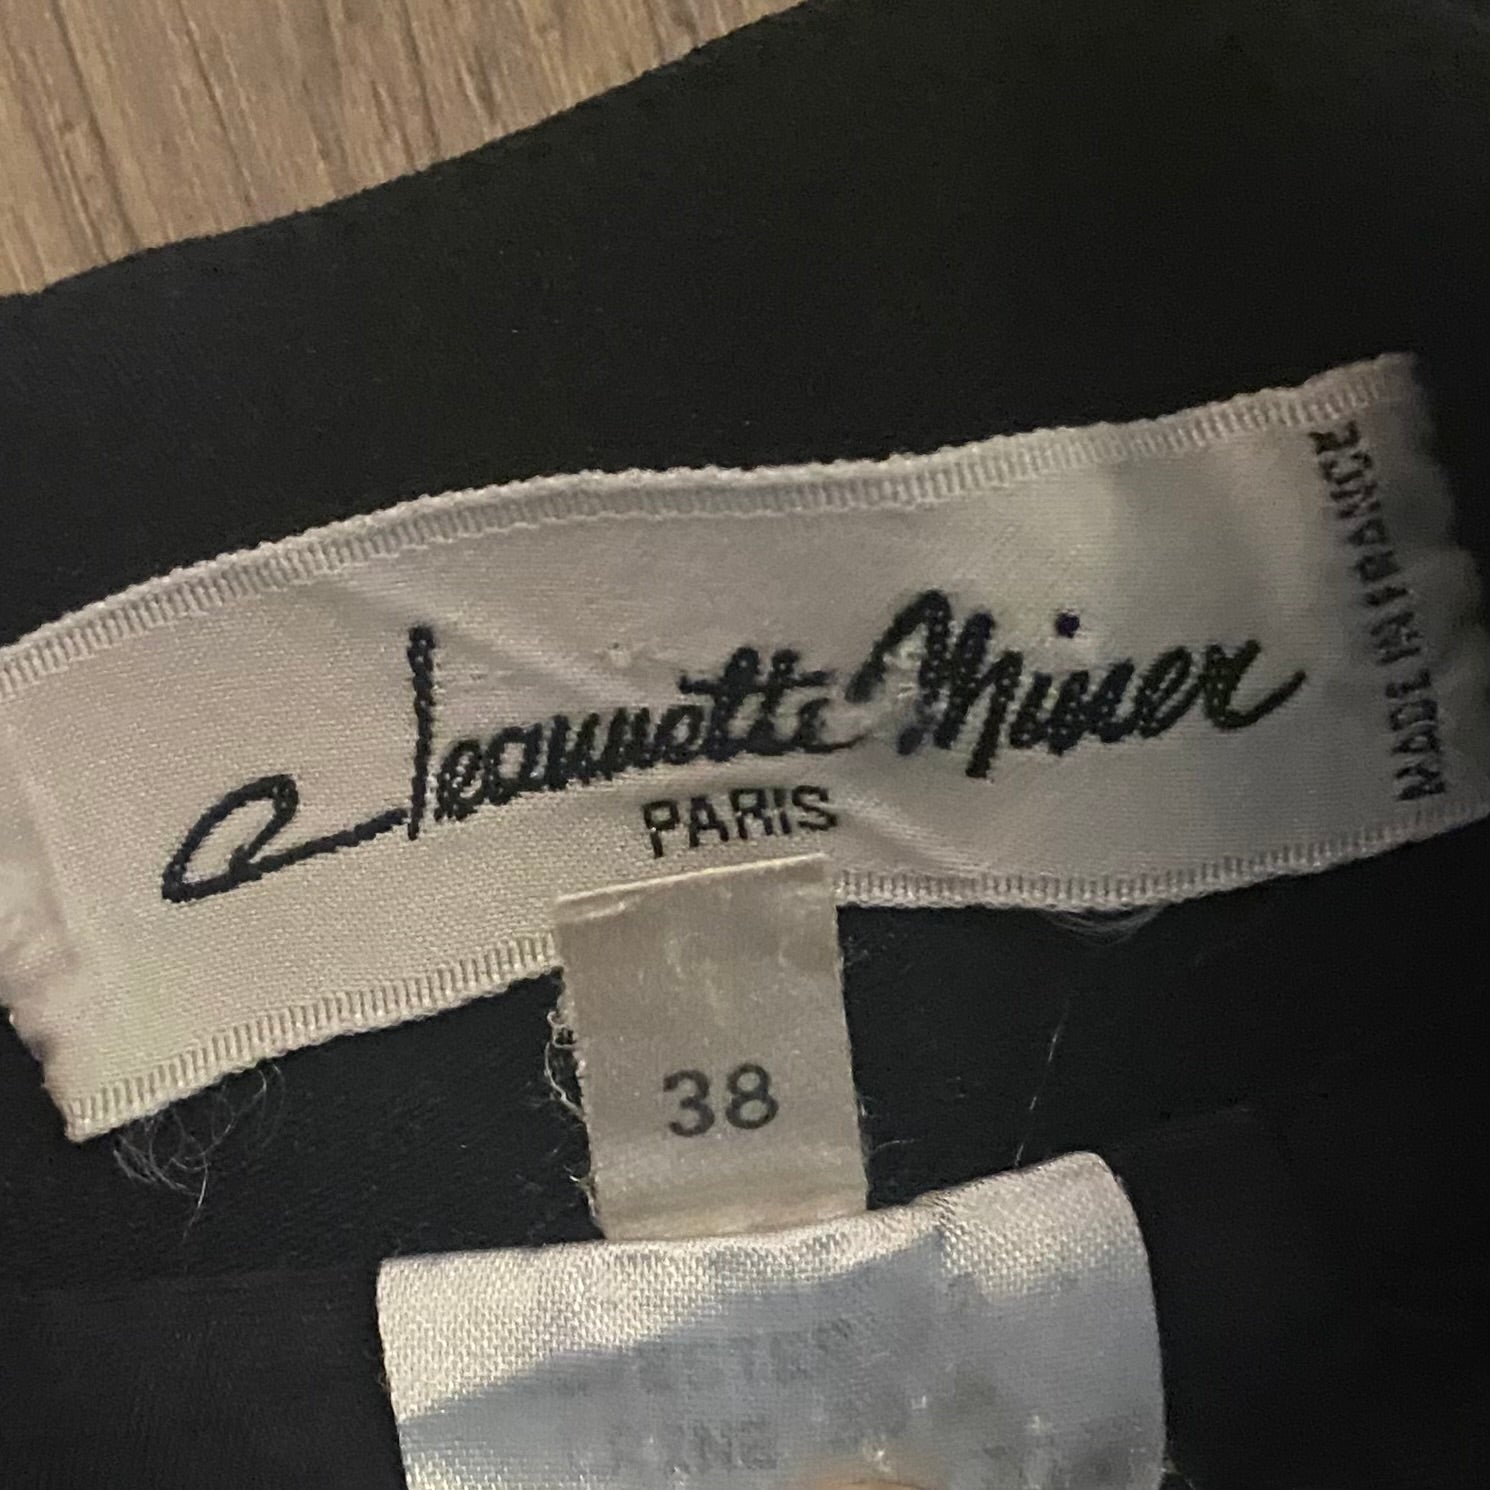 Jeannette Miner
PARIS
MADE IN FRANCE
38